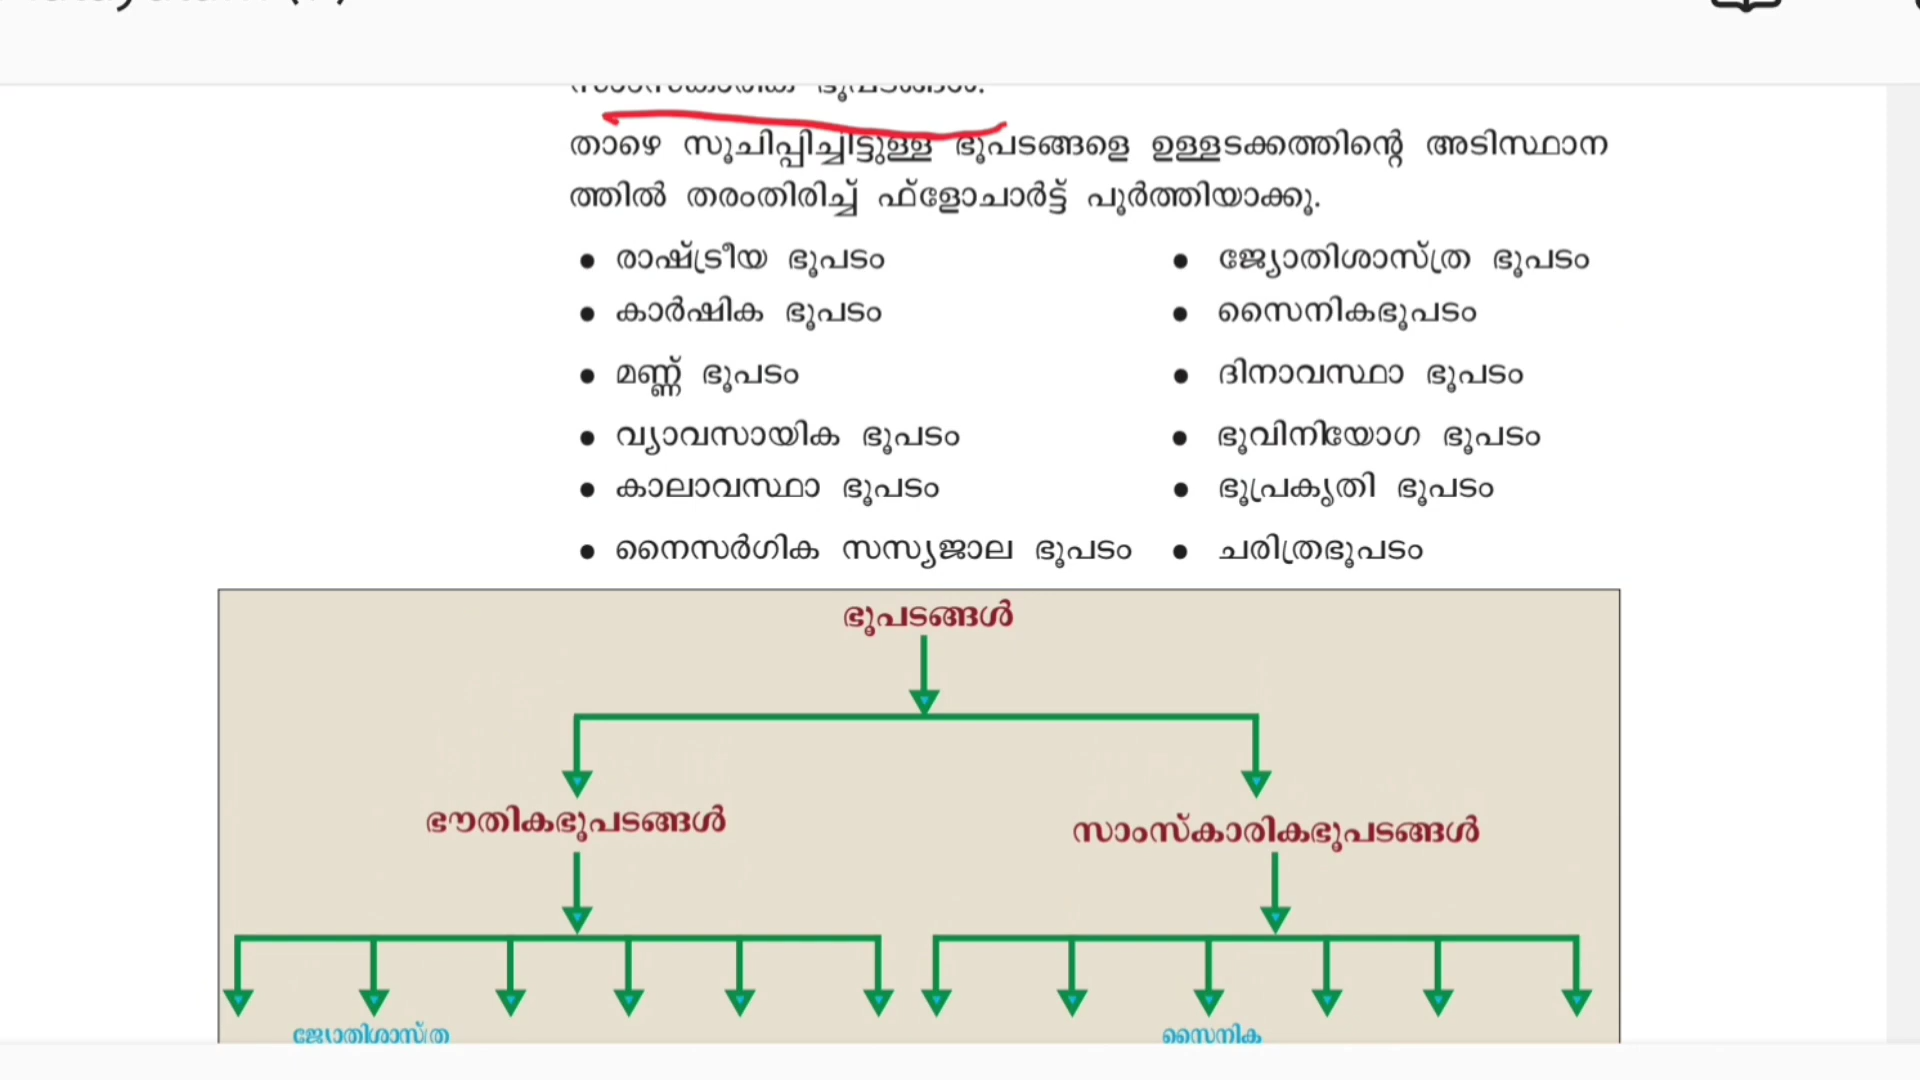 സാംസ്കാരിക ഭൂപടങ്ങൾ.
താഴെ സൂചിപ്പിച്ചിട്ടുള്ള ഭൂപടങ്ങളെ ഉള്ളടക്കത്തിന്റെ അടിസ്ഥാന
ത്തിൽ തരംതിരിച്ച് ഫ്ളോചാർട്ട് പൂർത്തിയാക്കൂ.
• രാഷ്ട്രീയ ഭൂപടം
• ജ്യോതിശാസ്ത്ര ഭൂപടം
• കാർഷിക ഭൂപടം
• സൈനികഭൂപടം
• മണ്ണ് ഭൂപടം
• ദിനാവസ്ഥാ ഭൂപടം
• വ്യാവസായിക ഭൂപടം
• ഭൂവിനിയോഗ ഭൂപടം
• കാലാവസ്ഥാ ഭൂപടം
• ഭൂപ്രകൃതി ഭൂപടം
• നൈസർഗിക സസ്യജാല ഭൂപടം
• ചരിത്രഭൂപടം
ഭൂപടങ്ങൾ
ഭൗതികഭൂപടങ്ങൾ
സാംസ്കാരികഭൂപടങ്ങൾ
ജ്യോതിശാസ്ത്ര
സൈനിക